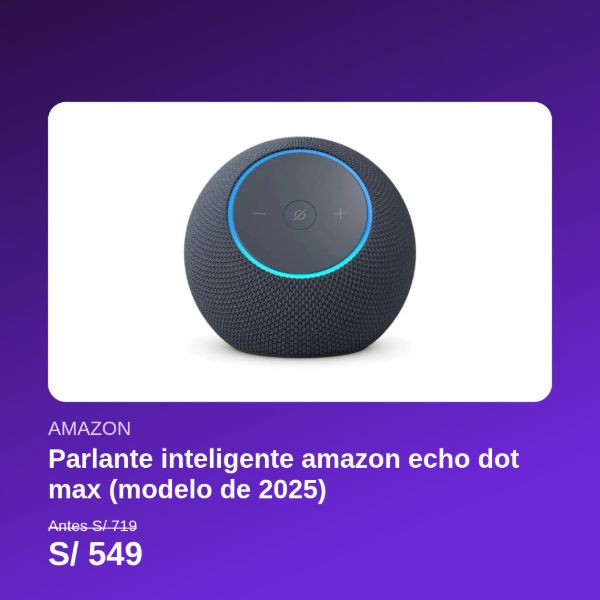 AMAZON
Parlante inteligente amazon echo dot
max (modelo de 2025)
Antes S/ 719
S/ 549